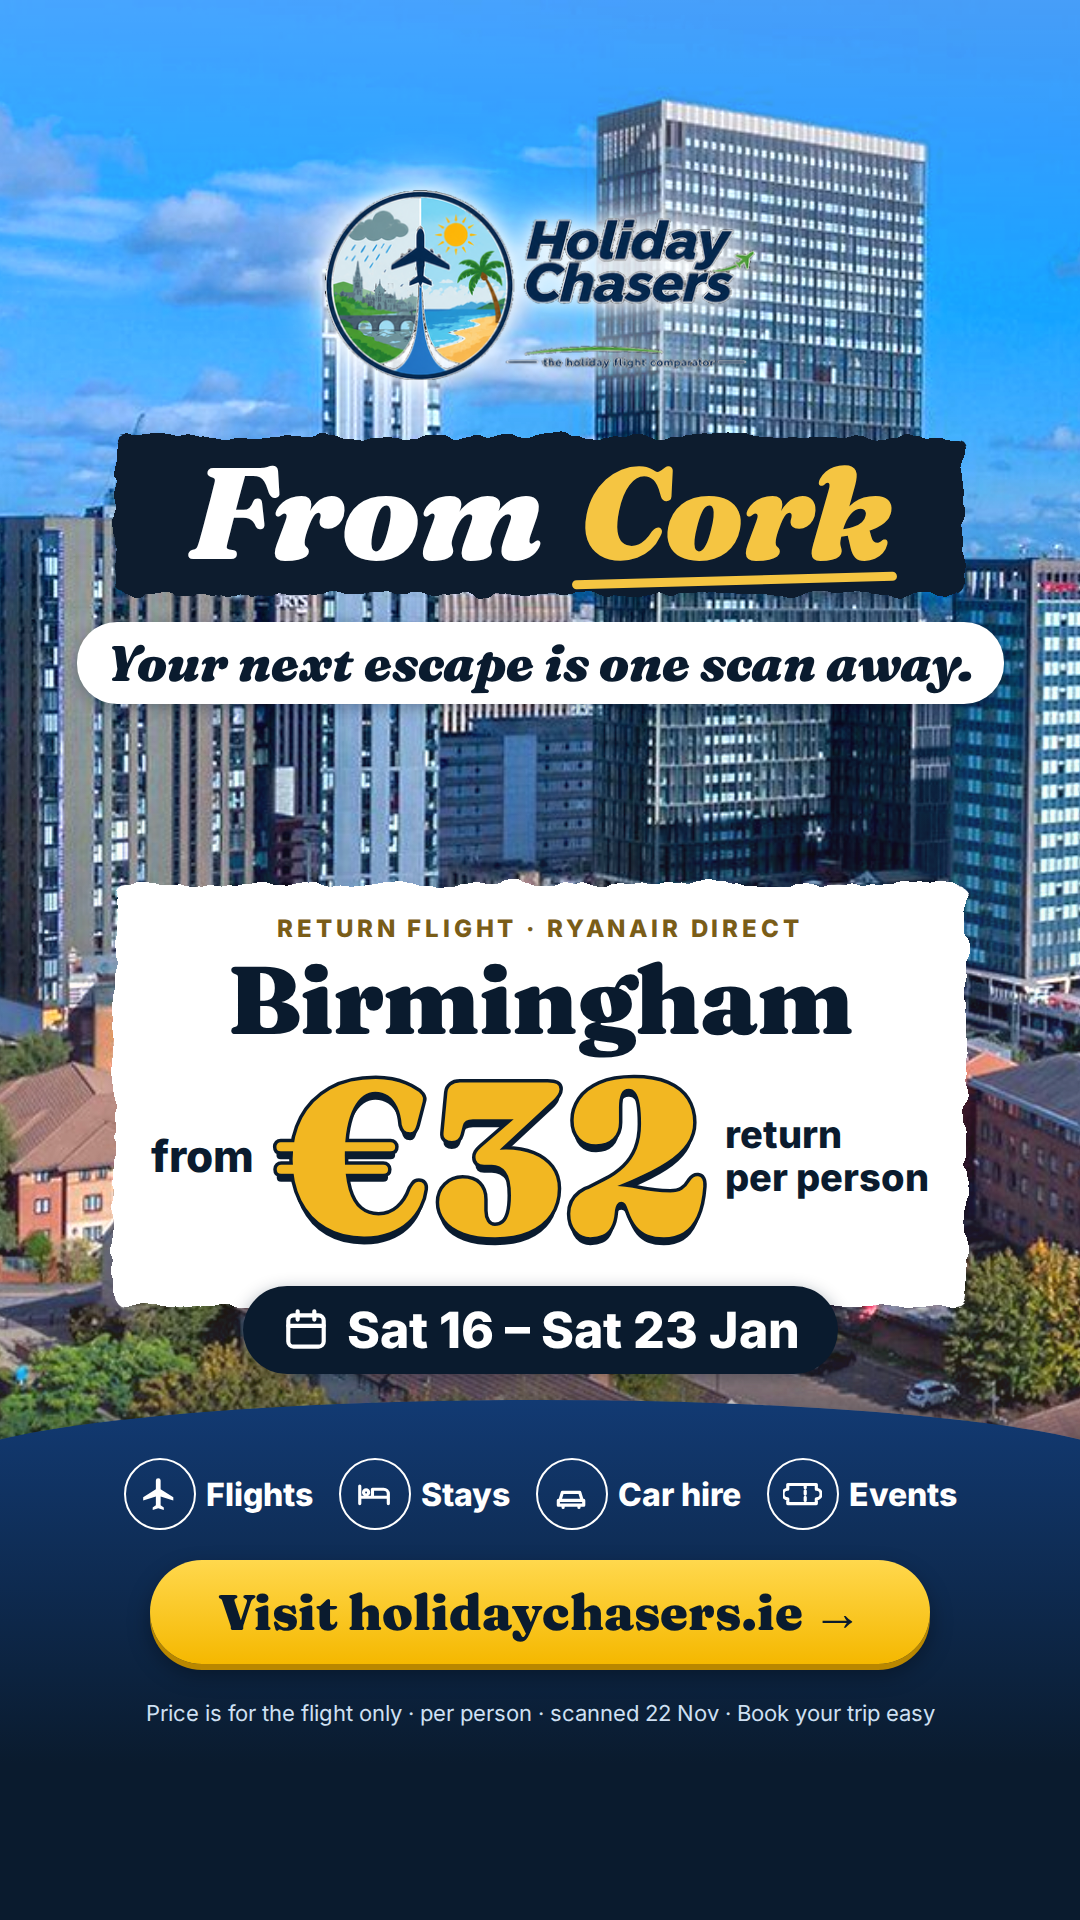 Holiday
Chasers
the holiday flight comparator
From Cork
Your next escape is one scan away.
RETURN FLIGHT · RYANAIR DIRECT
Birmingham
from €32 return
per person
Sat 16 – Sat 23 Jan
Flights Stays Car hire Events
Visit holidaychasers.ie →
Price is for the flight only · per person · scanned 22 Nov · Book your trip easy